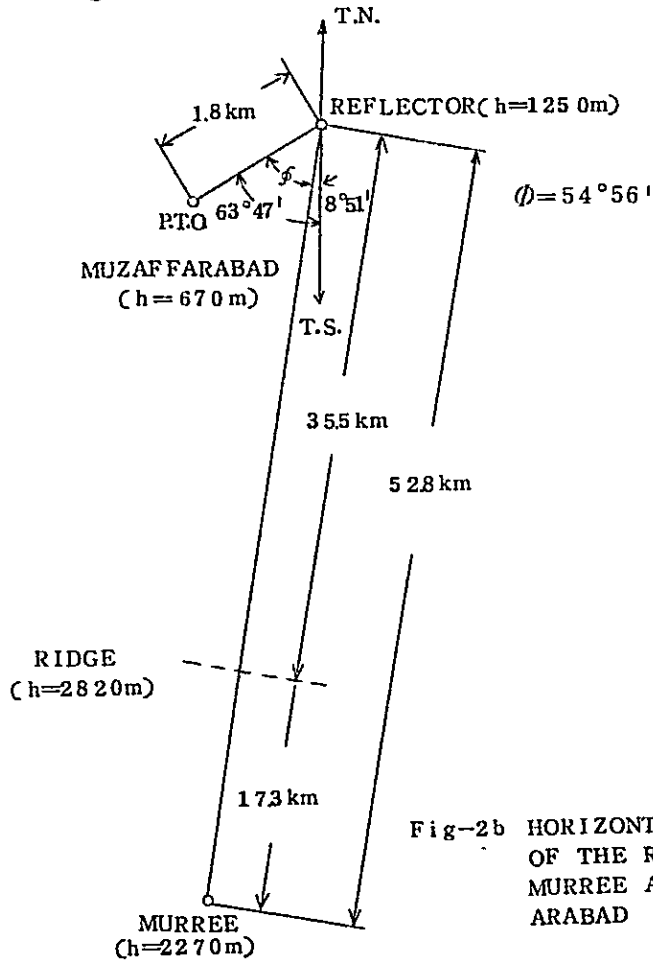 T.N.
1.8 km
REFLECTOR(h=1250m)
∮
8°51'
∅=54°56'
P.T.O
63°47'
MUZAFFARABAD
(h=670m)
T.S.
35.5 km
52.8 km
RIDGE
(h=2820m)
17.3 km
Fig-2b HORIZONT
OF THE R
MURREE A
ARABAD
MURREE
(h=2270m)